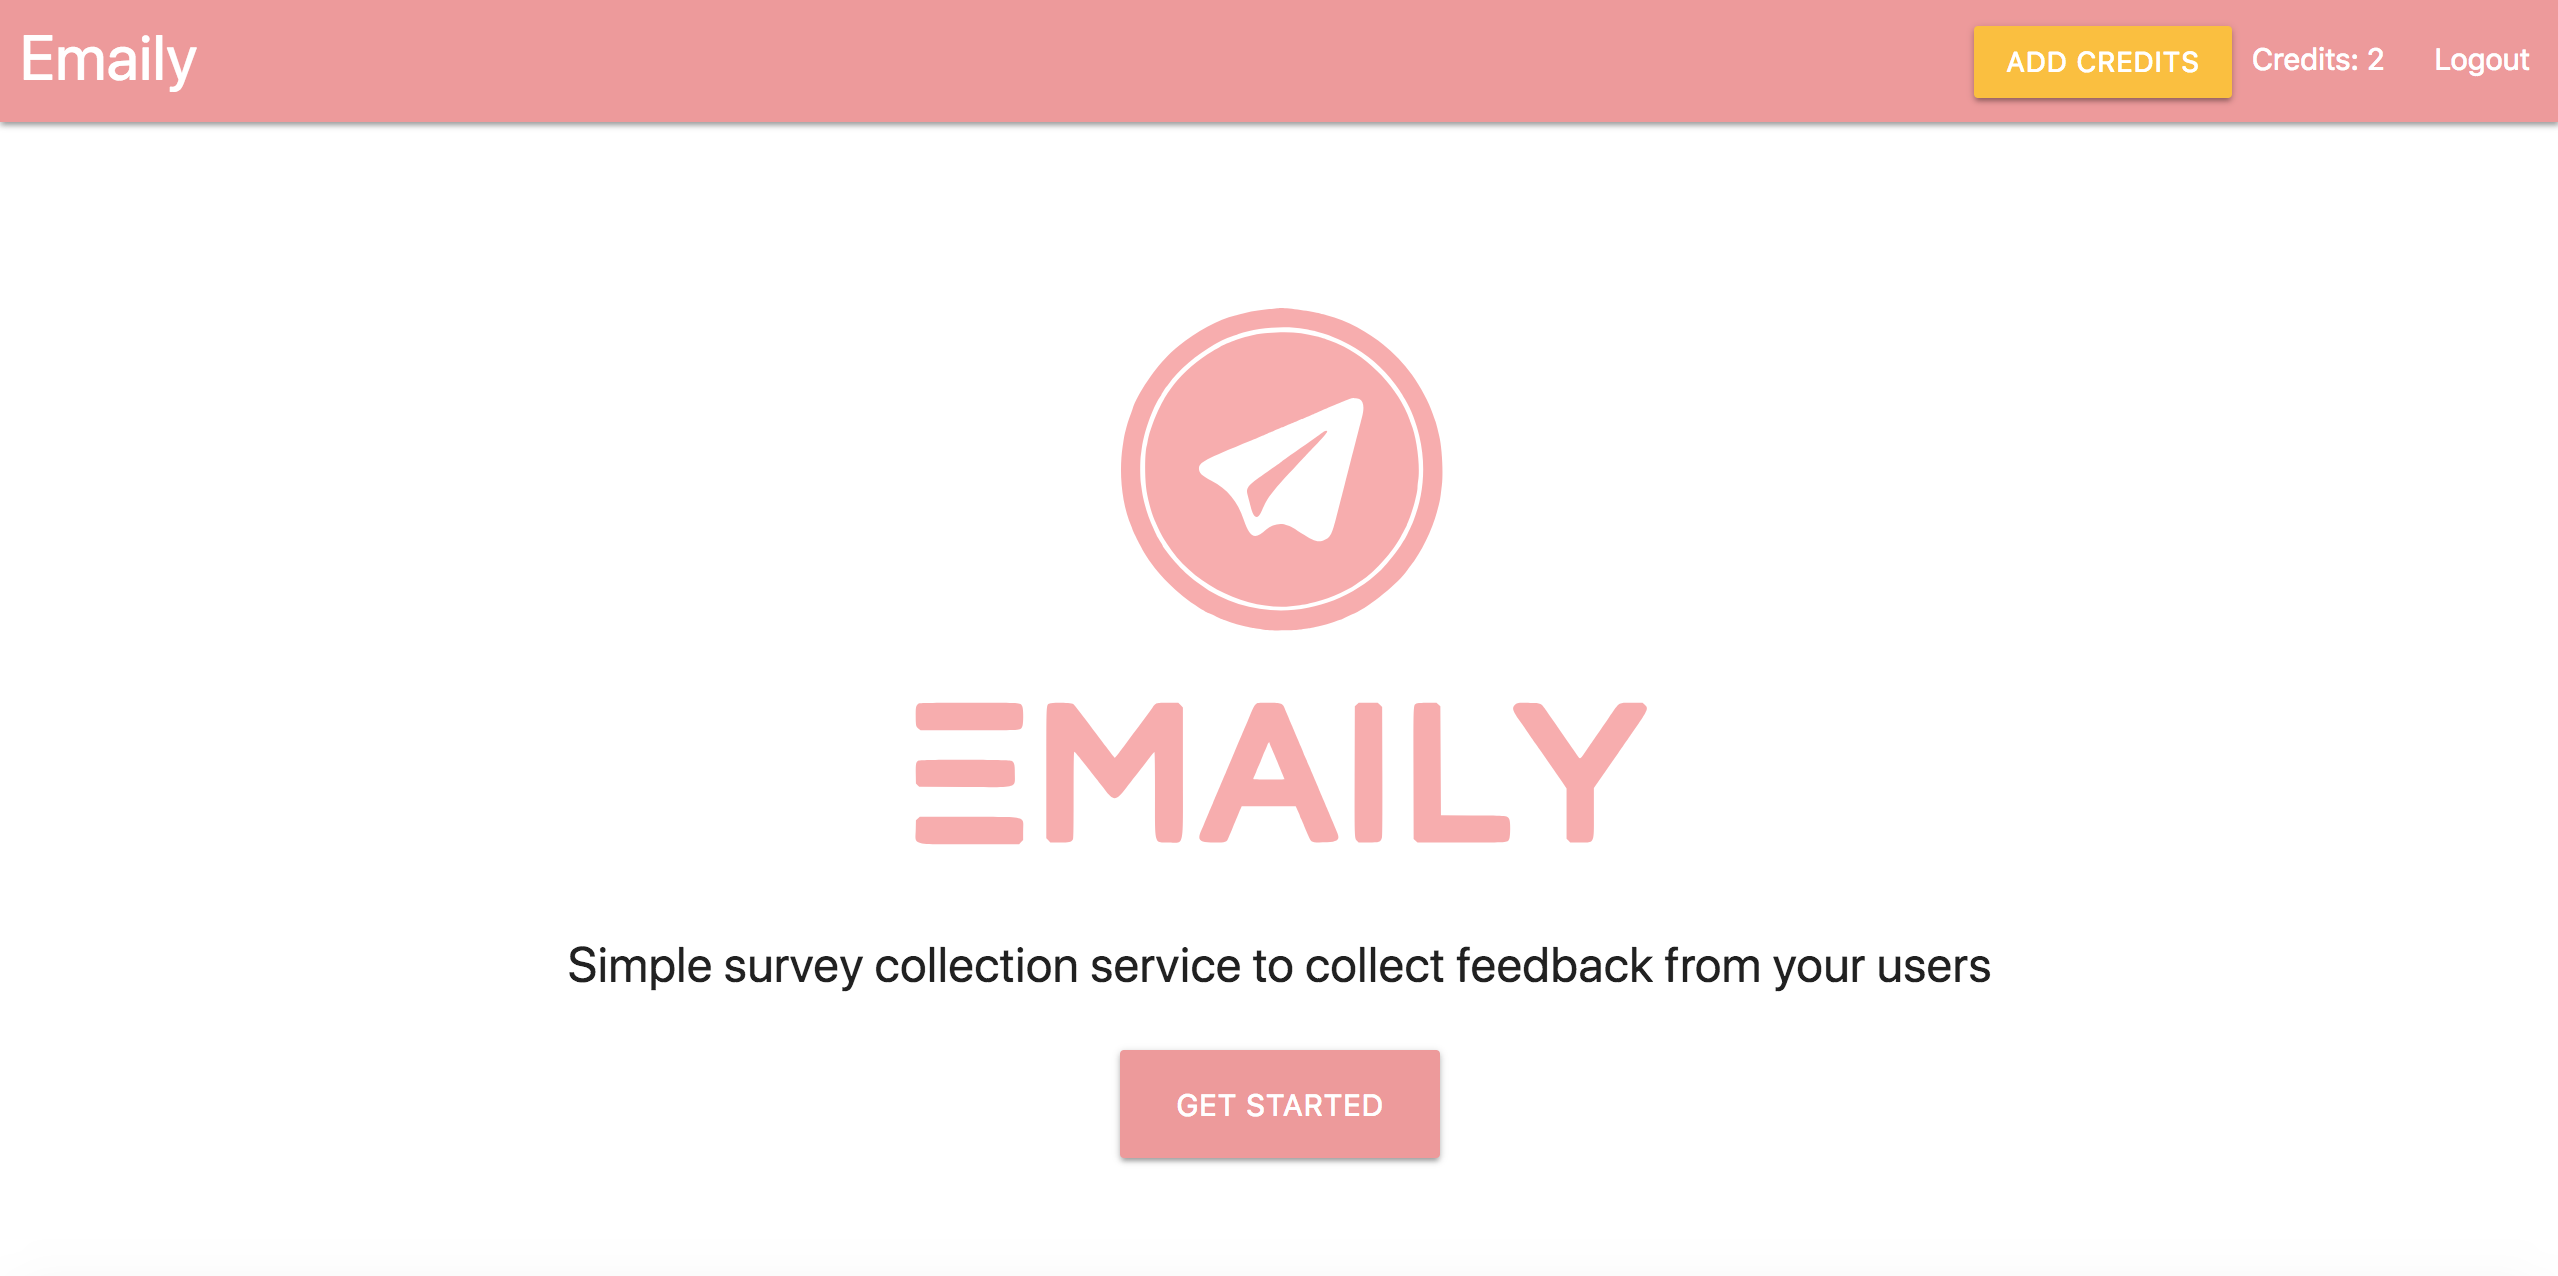 Emaily
ADD CREDITS
Credits: 2
Logout
EMAILY
Simple survey collection service to collect feedback from your users
GET STARTED